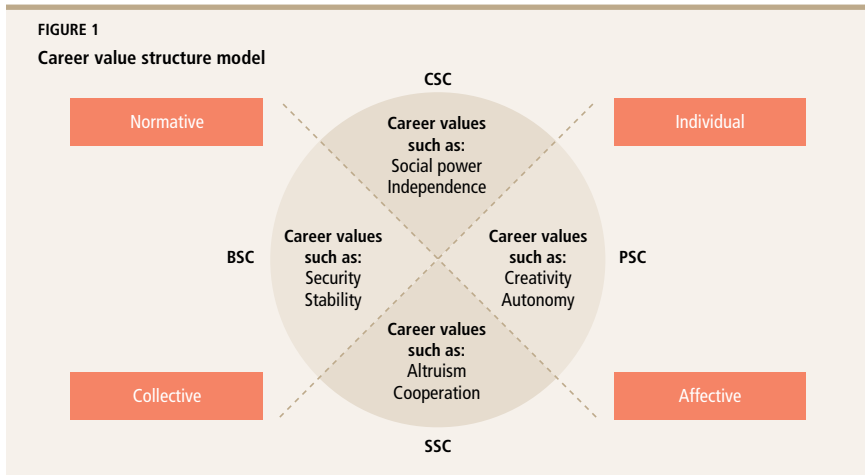 FIGURE 1
Career value structure model
CSC
Normative
Individual
Career values
such as:
Social power
Independence
BSC
Career values
such as:
Security
Stability
Career values
such as:
Creativity
Autonomy
PSC
Career values
such as:
Altruism
Cooperation
Collective
Affective
SSC